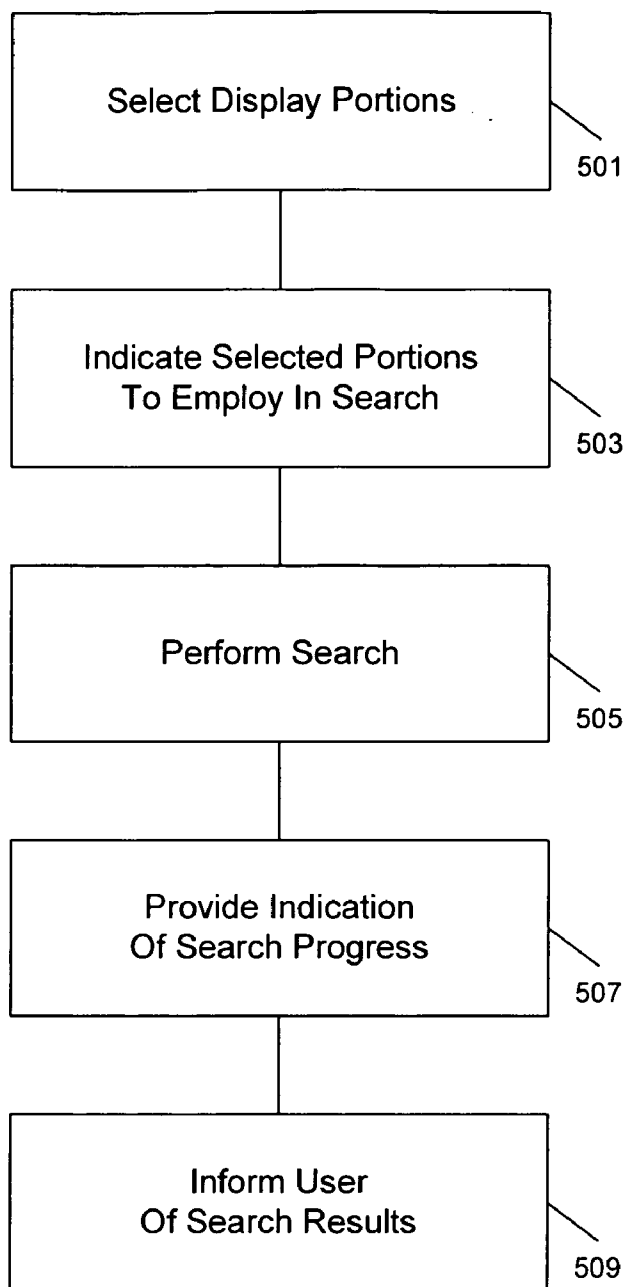 Select Display Portions
501
Indicate Selected Portions
To Employ In Search
503
Perform Search
505
Provide Indication
Of Search Progress
507
Inform User
Of Search Results
509